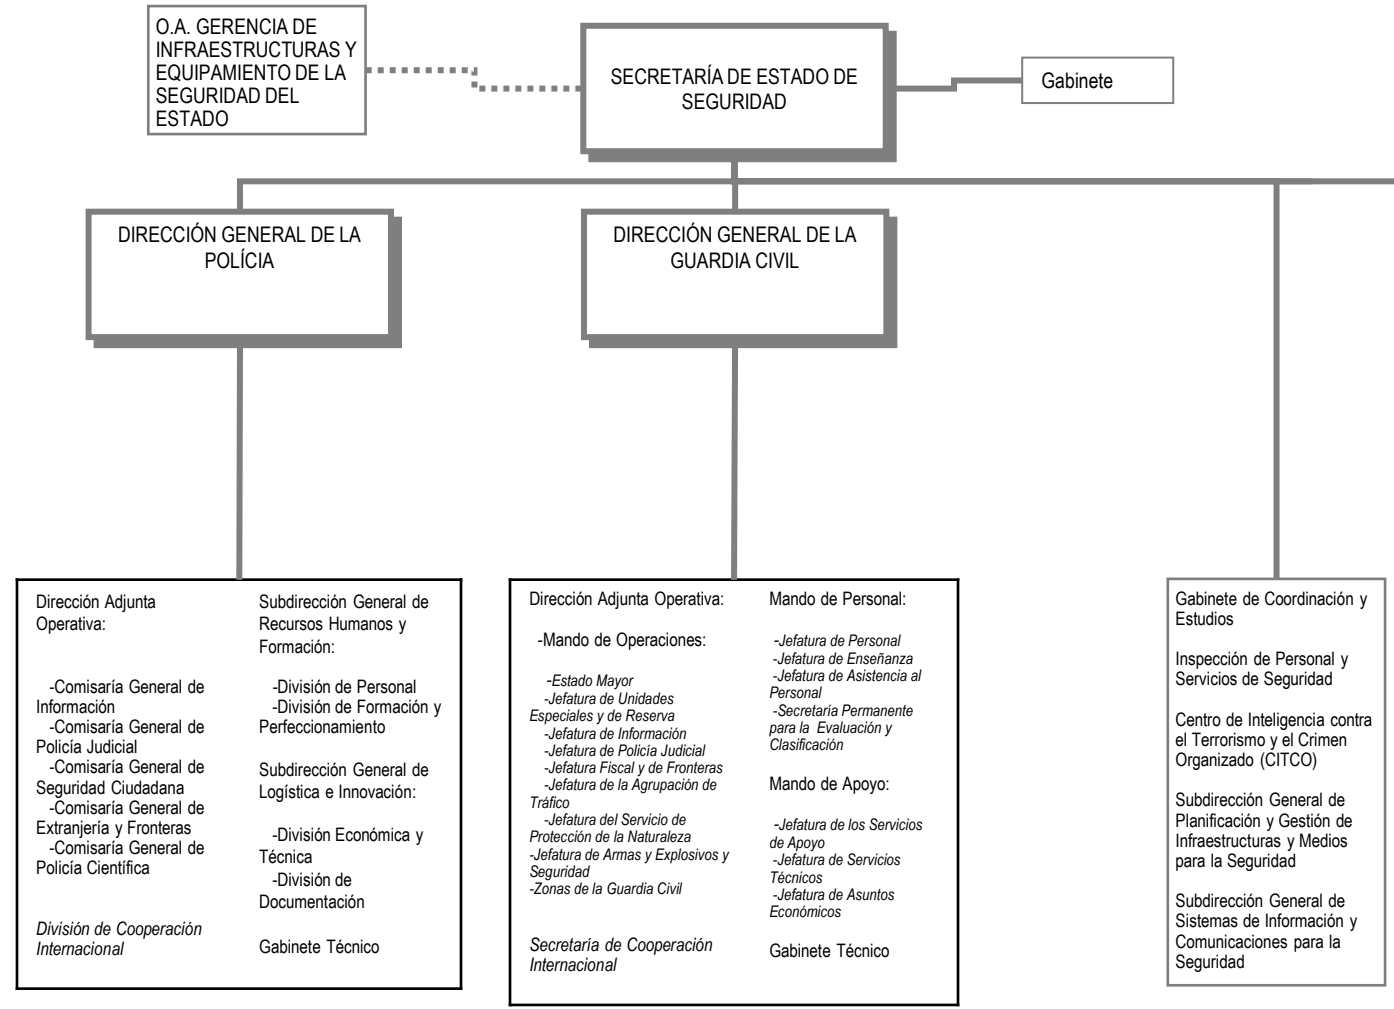 O.A. GERENCIA DE
INFRAESTRUCTURAS Y
EQUIPAMIENTO DE LA
SEGURIDAD DEL
ESTADO
SECRETARÍA DE ESTADO DE
SEGURIDAD
Gabinete
DIRECCIÓN GENERAL DE LA
POLÍCIA
DIRECCIÓN GENERAL DE LA
GUARDIA CIVIL
Dirección Adjunta
Operativa:
-Comisaría General de
Información
-Comisaría General de
Policía Judicial
-Comisaría General de
Seguridad Ciudadana
-Comisaría General de
Extranjería y Fronteras
-Comisaría General de
Policía Científica
División de Cooperación
Internacional
Subdirección General de
Recursos Humanos y
Formación:
-División de Personal
-División de Formación y
Perfeccionamiento
Subdirección General de
Logística e Innovación:
-División Económica y
Técnica
-División de
Documentación
Gabinete Técnico
Dirección Adjunta Operativa:
-Mando de Operaciones:
-Estado Mayor
-Jefatura de Unidades
Especiales y de Reserva
-Jefatura de Información
-Jefatura de Policía Judicial
-Jefatura Fiscal y de Fronteras
-Jefatura de la Agrupación de
Tráfico
-Jefatura del Servicio de
Protección de la Naturaleza
-Jefatura de Armas y Explosivos y
Seguridad
-Zonas de la Guardia Civil
Secretaría de Cooperación
Internacional
Mando de Personal:
-Jefatura de Personal
-Jefatura de Enseñanza
-Jefatura de Asistencia al
Personal
-Secretaría Permanente
para la Evaluación y
Clasificación
Mando de Apoyo:
-Jefatura de los Servicios
de Apoyo
-Jefatura de Servicios
Técnicos
-Jefatura de Asuntos
Económicos
Gabinete Técnico
Gabinete de Coordinación y
Estudios
Inspección de Personal y
Servicios de Seguridad
Centro de Inteligencia contra
el Terrorismo y el Crimen
Organizado (CITCO)
Subdirección General de
Planificación y Gestión de
Infraestructuras y Medios
para la Seguridad
Subdirección General de
Sistemas de Información y
Comunicaciones para la
Seguridad